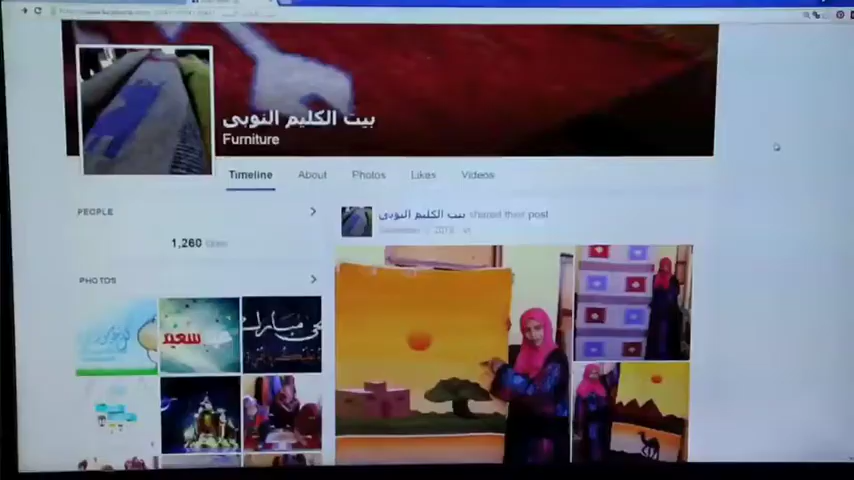 بيت الكليم النوبى
Furniture
Timeline
About
Photos
Likes
Videos
PEOPLE
1,260 likes
بيت الكليم النوبى shared their post
PHOTOS
سعيد